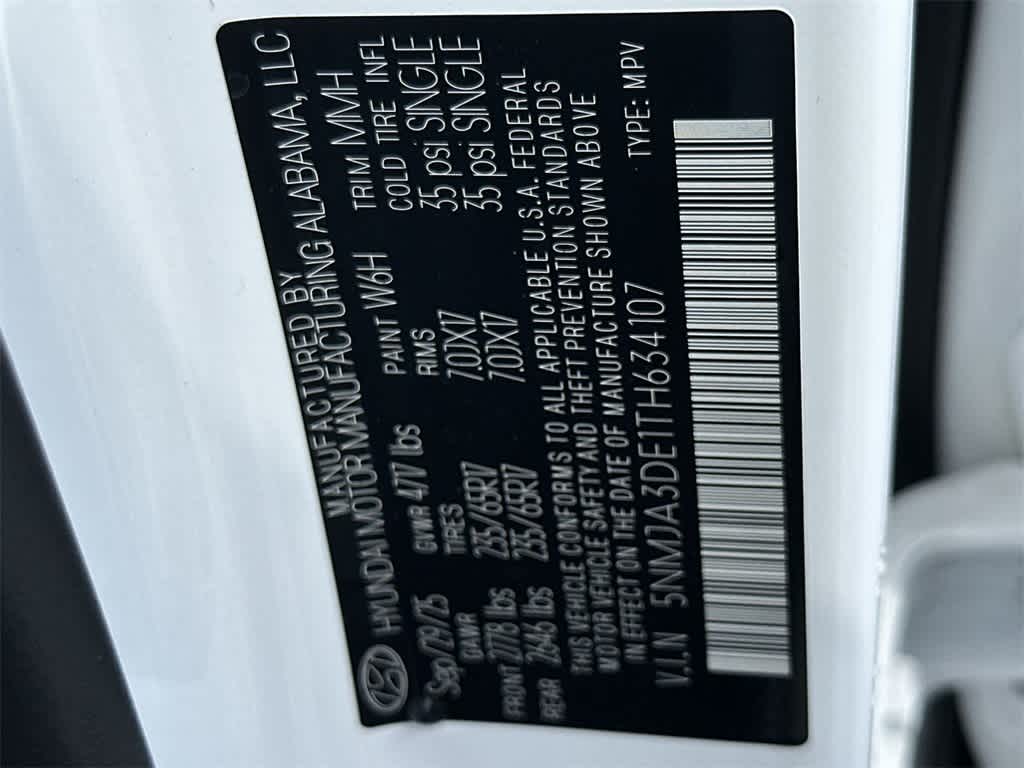 MANUFACTURED BY
HYUNDAI MOTOR MANUFACTURING ALABAMA, LLC
Sep/29/25 GVWR 4717 lbs PAINT W6H TRIM MMH
GAWR TIRES RIMS COLD TIRE INFL
FRONT 2778 lbs 235/65R17 7.0JX17 35 psi SINGLE
REAR 2646 lbs 235/65R17 7.0JX17 35 psi SINGLE
THIS VEHICLE CONFORMS TO ALL APPLICABLE U.S.A. FEDERAL
MOTOR VEHICLE SAFETY AND THEFT PREVENTION STANDARDS
IN EFFECT ON THE DATE OF MANUFACTURE SHOWN ABOVE
V.I.N 5NMJA3DE1TH634107 TYPE: MPV